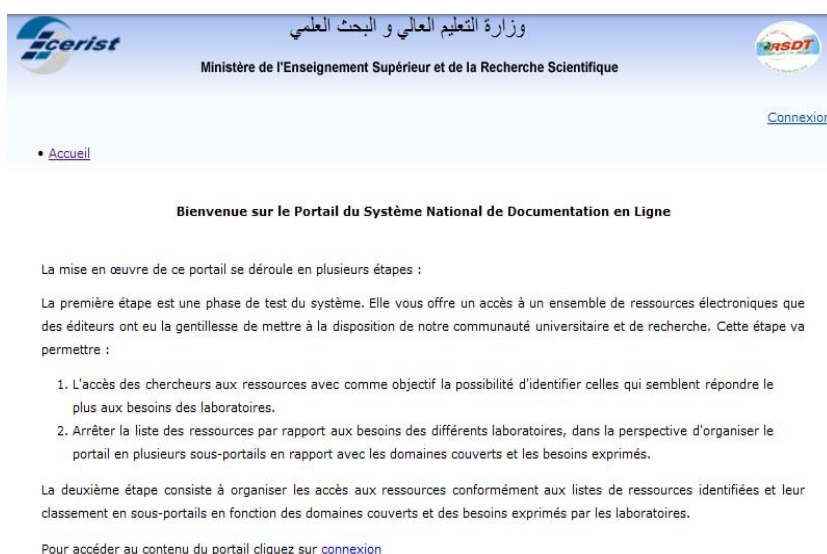 cerist
وزارة التعليم العالي و البحث العلمي
RSDT
Ministère de l'Enseignement Supérieur et de la Recherche Scientifique
Connexion
• Accueil
Bienvenue sur le Portail du Système National de Documentation en Ligne
La mise en œuvre de ce portail se déroule en plusieurs étapes :
La première étape est une phase de test du système. Elle vous offre un accès à un ensemble de ressources électroniques que
des éditeurs ont eu la gentillesse de mettre à la disposition de notre communauté universitaire et de recherche. Cette étape va
permettre :
1. L'accès des chercheurs aux ressources avec comme objectif la possibilité d'identifier celles qui semblent répondre le
plus aux besoins des laboratoires.
2. Arrêter la liste des ressources par rapport aux besoins des différents laboratoires, dans la perspective d'organiser le
portail en plusieurs sous-portails en rapport avec les domaines couverts et les besoins exprimés.
La deuxième étape consiste à organiser les accès aux ressources conformément aux listes de ressources identifiées et leur
classement en sous-portails en fonction des domaines couverts et des besoins exprimés par les laboratoires.
Pour accéder au contenu du portail cliquez sur connexion